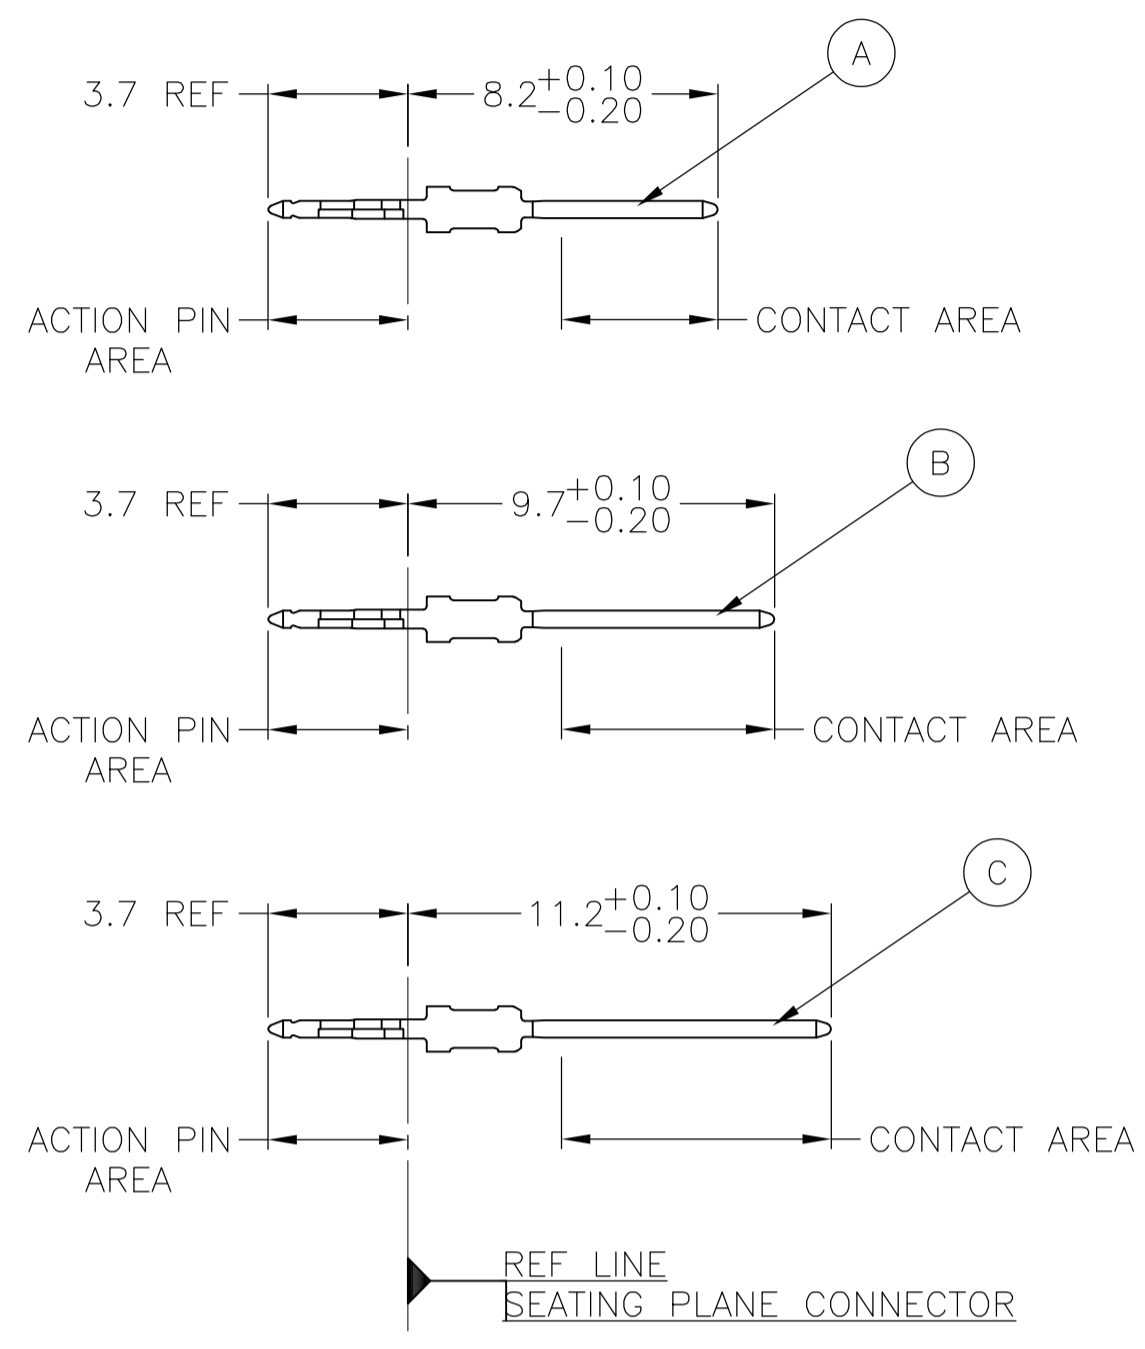 A
3.7 REF
8.2 +0.10 -0.20
ACTION PIN
AREA
CONTACT AREA
B
3.7 REF
9.7 +0.10 -0.20
ACTION PIN
AREA
CONTACT AREA
C
3.7 REF
11.2 +0.10 -0.20
ACTION PIN
AREA
CONTACT AREA
REF LINE
SEATING PLANE CONNECTOR